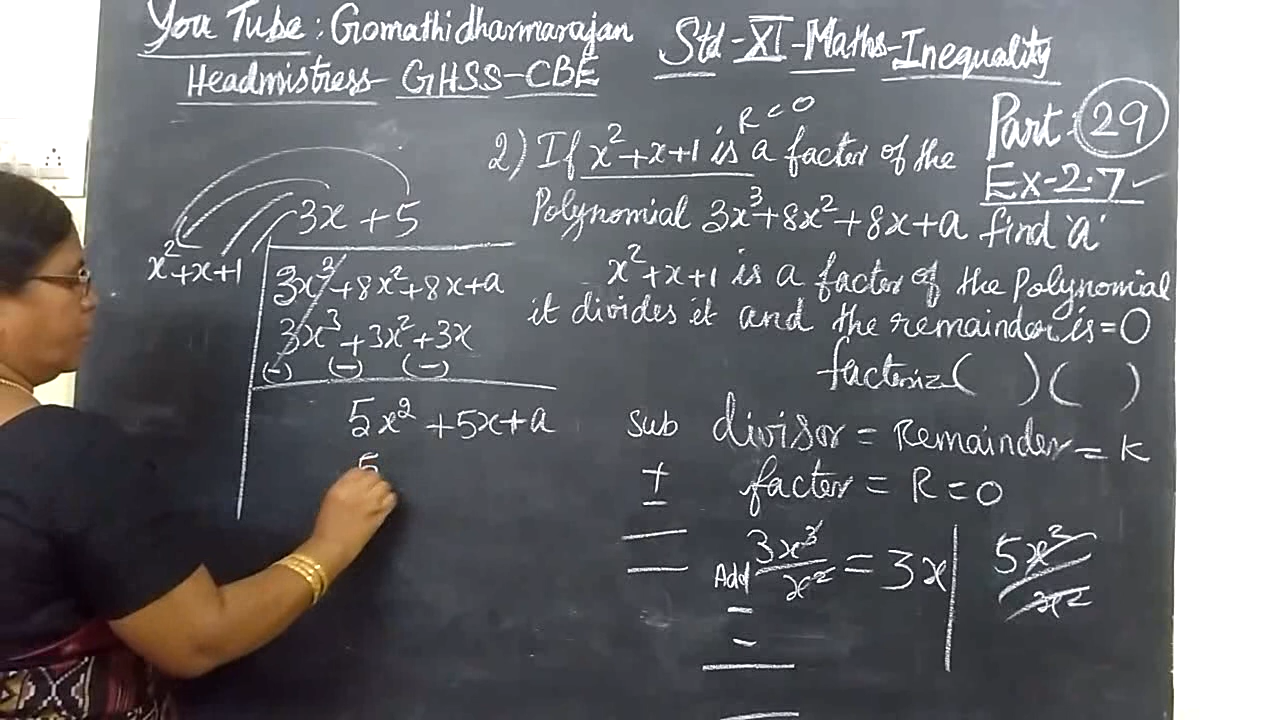 You Tube : Gomathidharmarajan
Headmistress - GHSS - CBE
Std - XI - Maths - Inequality
Part : 29
Ex - 2.7 ✓
R = 0
2) If x²+x+1 is a factor of the
Polynomial 3x³+8x²+8x+a find 'a'
x²+x+1 is a factor of the Polynomial
it divides it and the remainder is = 0
factorize ( ) ( )
divisor = Remainder = K
factor = R = 0
3x + 5
x²+x+1
3x³+8x²+8x+a
3x³+3x²+3x
(-) (-) (-)
5x²+5x+a
5
Sub
+
-
Add
-
-
3x³/x² = 3x
5x²/x²